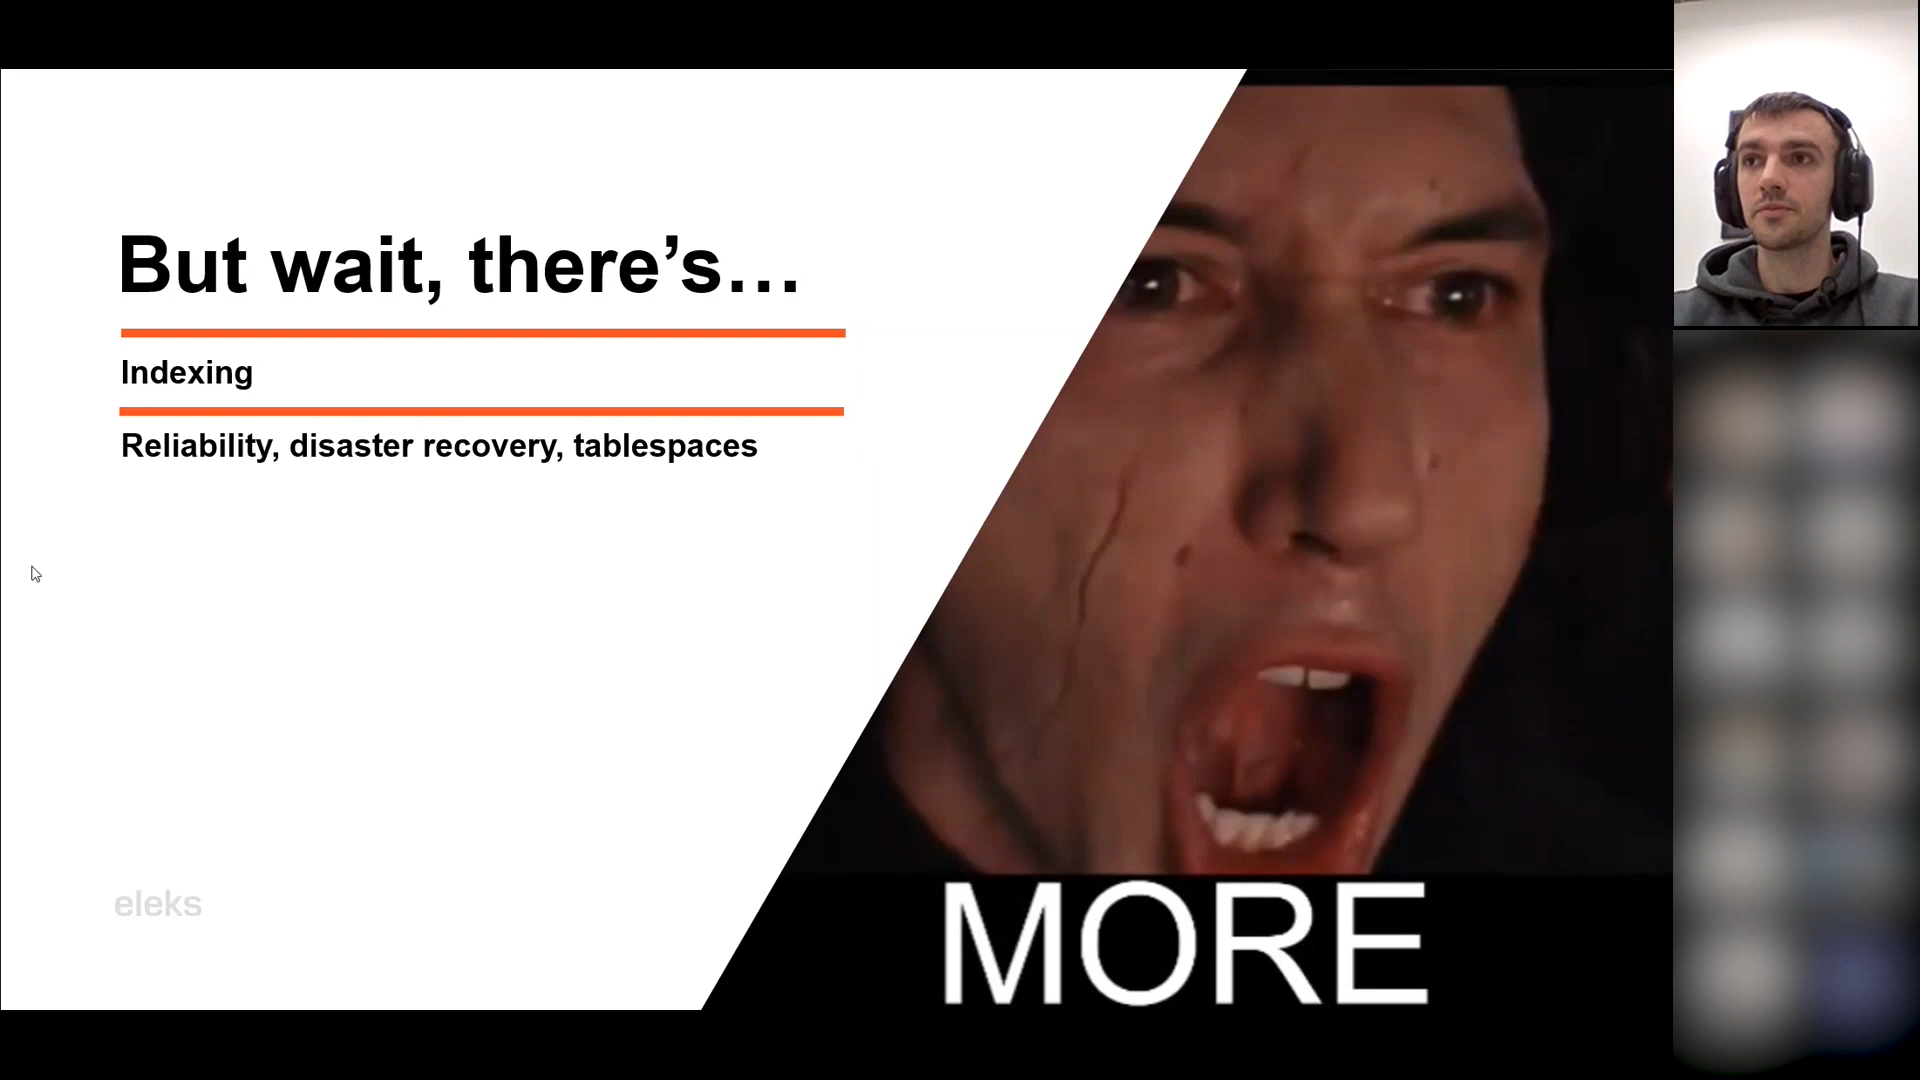 But wait, there’s…
Indexing
Reliability, disaster recovery, tablespaces
eleks
MORE